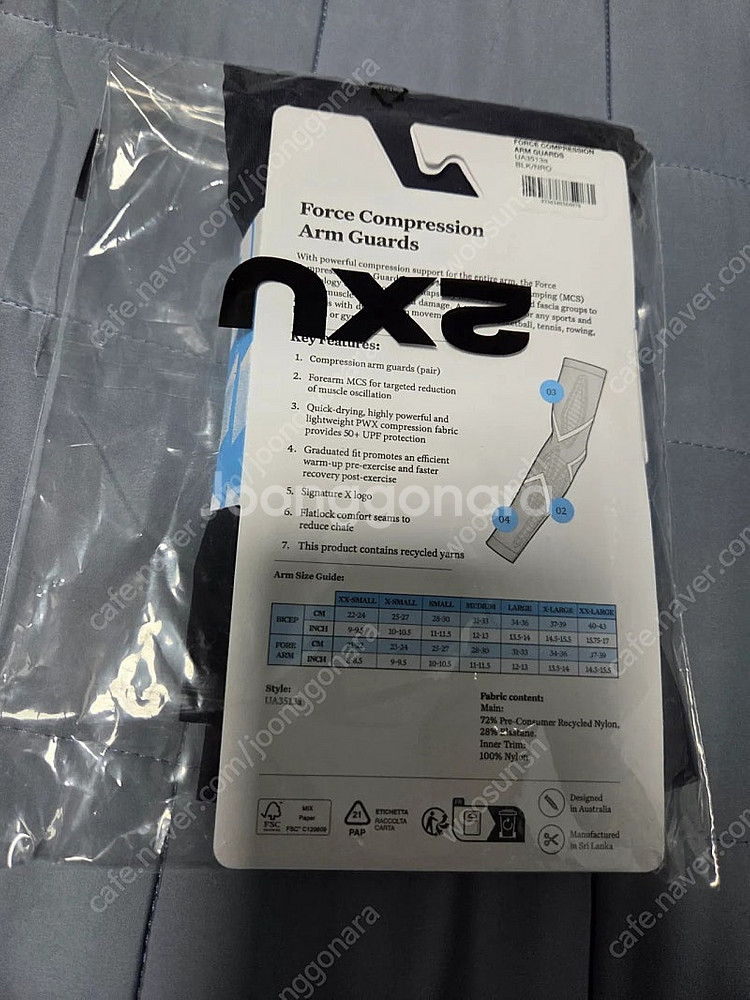 FORCE COMPRESSION
ARM GUARDS
UA3513a
BLK/NRO
Force Compression
Arm Guards
With powerful compression support for the entire arm, the Force
2XU
Key Features:
1. Compression arm guards (pair)
2. Forearm MCS for targeted reduction
of muscle oscillation
3. Quick-drying, highly powerful and
lightweight PWX compression fabric
provides 50+ UPF protection
4. Graduated fit promotes an efficient
warm-up pre-exercise and faster
recovery post-exercise
5. Signature X logo
6. Flatlock comfort seams to
reduce chafe
7. This product contains recycled yarns
03
02
04
Arm Size Guide:
XX-SMALL X-SMALL SMALL MEDIUM LARGE X-LARGE XX-LARGE
BICEP CM 22-24 25-27 28-30 31-33 34-36 37-39 40-43
INCH 9-9.5 10-10.5 11-11.5 12-13 13.5-14 14.5-15.5 15.75-17
FORE ARM CM 23-24 25-27 28-30 31-33 34-36 37-39
INCH 9-9.5 10-10.5 11-11.5 12-13 13.5-14 14.5-15.5
Style:
UA3513a
Fabric content:
Main:
72% Pre-Consumer Recycled Nylon,
28% Elastane.
Inner Trim:
100% Nylon
FSC
MIX
Paper
FSC® C120609
21
PAP
ETICHETTA
RACCOLTA
CARTA
FR
Designed
in Australia
Manufactured
in Sri Lanka
Joonggonara
cafe.naver.com/joonggonara
woosunsh